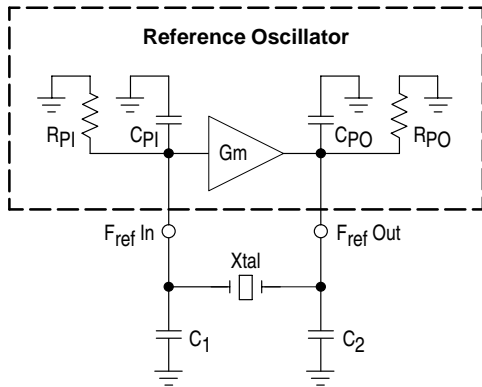 Reference Oscillator
RPI
CPI
Gm
CPO
RPO
Fref In
Fref Out
Xtal
C1
C2